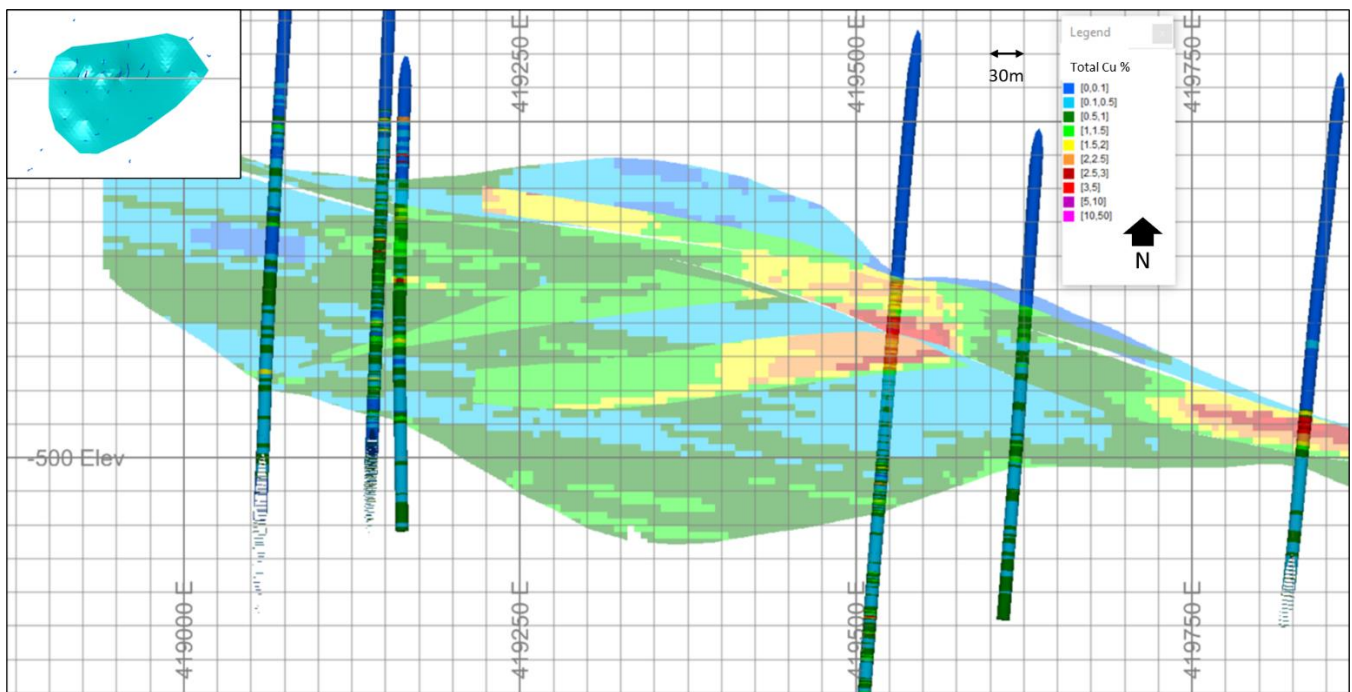 419250 E
419500 E
419750 E
30m
Legend
Total Cu %
[0,0.1]
[0.1,0.5]
[0.5,1]
[1,1.5]
[1.5,2]
[2,2.5]
[2.5,3]
[3,5]
[5,10]
[10,50]
N
-500 Elev
419000 E
419250 E
419500 E
419750 E